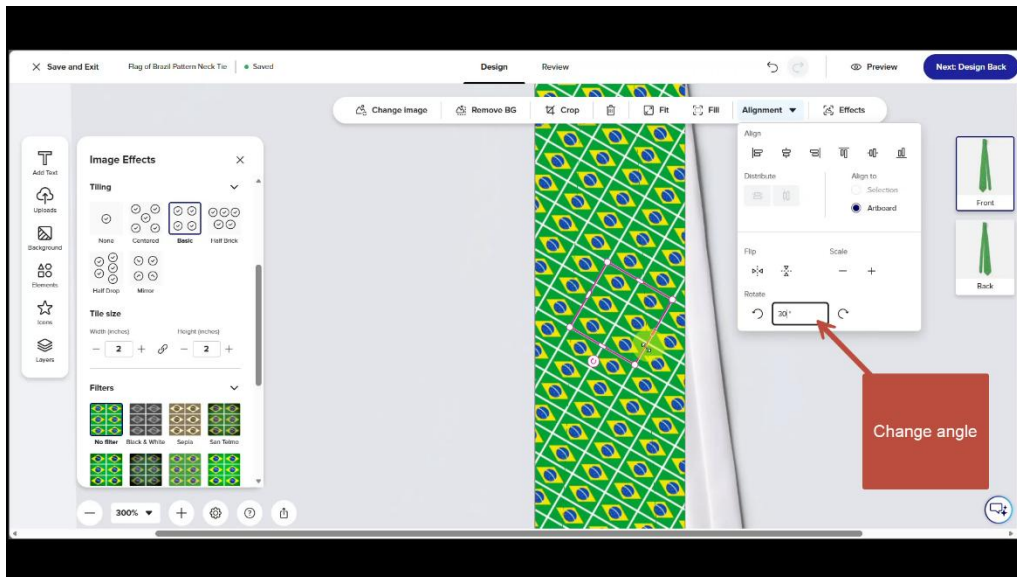 Save and Exit
Flag of Brazil Pattern Neck Tie
Saved
Design
Review
Preview
Next: Design Back
Change image
Remove BG
Crop
Fit
Fill
Alignment
Effects
Add Text
Uploads
Background
Elements
Icons
Layers
Image Effects
Tiling
None
Centered
Basic
Half Brick
Half Drop
Mirror
Tile size
Width (inches)
Height (inches)
2
2
Filters
No filter
Black & White
Sepia
San Telmo
300%
Align
Distribute
Align to
Selection
Artboard
Flip
Scale
Rotate
30°
Change angle
Front
Back